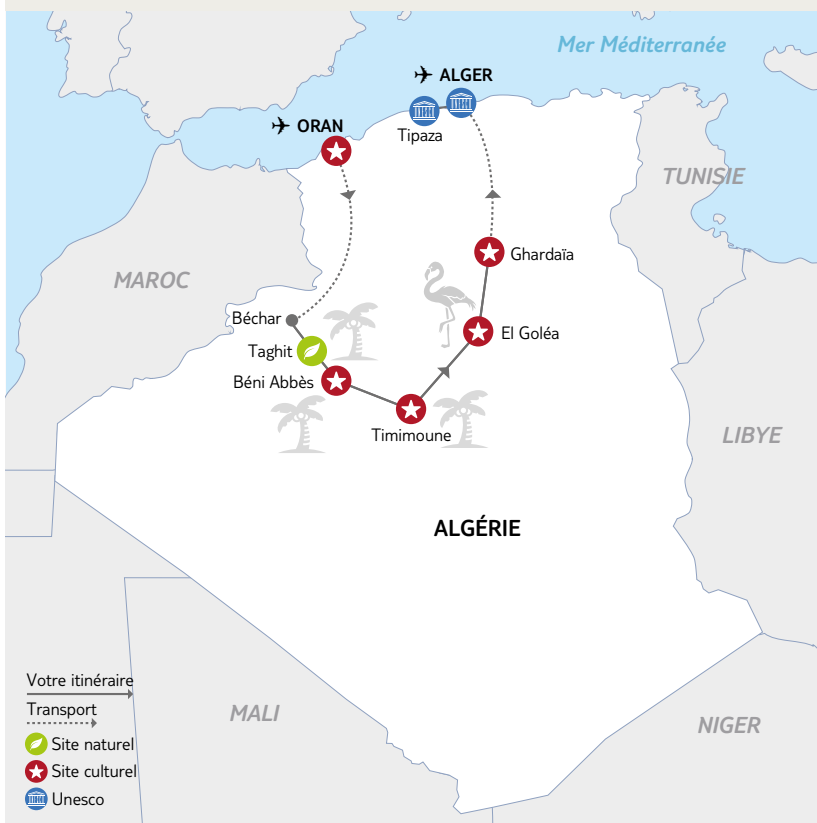 Mer Méditerranée
ALGER
ORAN
Tipaza
TUNISIE
Ghardaïa
MAROC
Béchar
El Goléa
Taghit
Béni Abbès
Timimoune
LIBYE
ALGÉRIE
Votre itinéraire
Transport
MALI
NIGER
Site naturel
Site culturel
Unesco